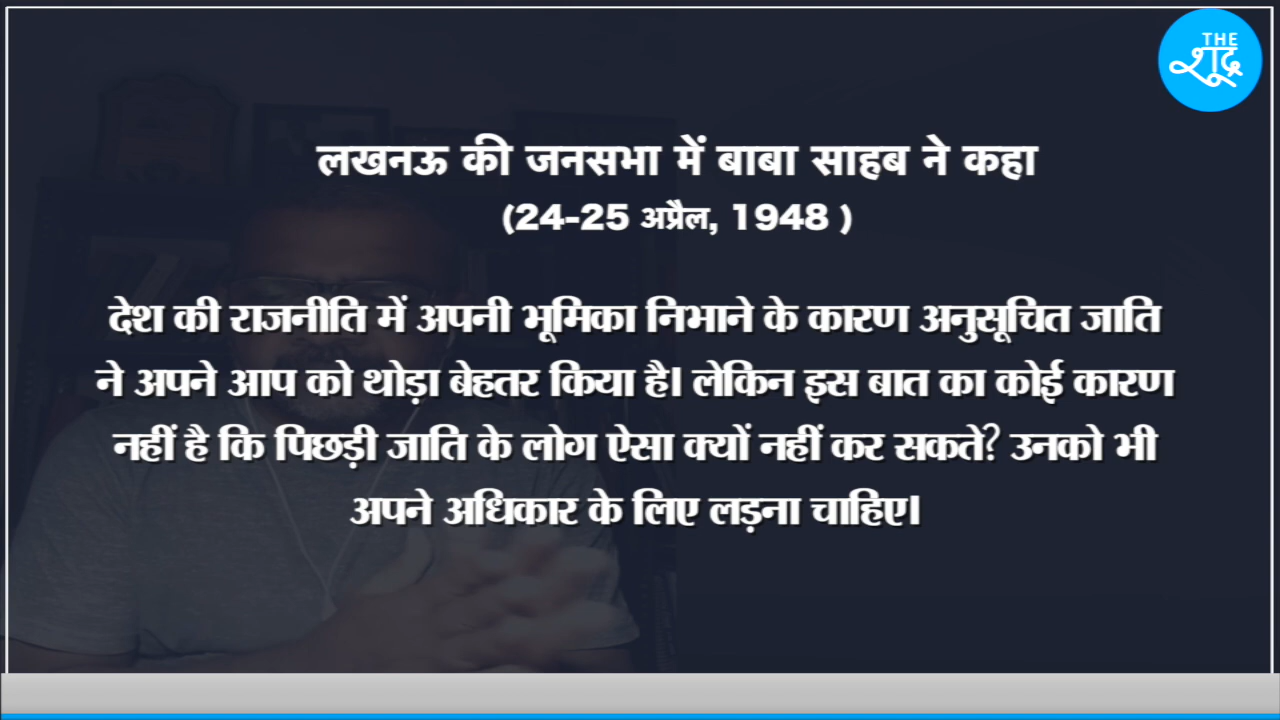 THE
शूद्र
लखनऊ की जनसभा में बाबा साहब ने कहा
(24-25 अप्रैल, 1948 )
देश की राजनीति में अपनी भूमिका निभाने के कारण अनुसूचित जाति
ने अपने आप को थोड़ा बेहतर किया है। लेकिन इस बात का कोई कारण
नहीं है कि पिछड़ी जाति के लोग ऐसा क्यों नहीं कर सकते? उनको भी
अपने अधिकार के लिए लड़ना चाहिए।